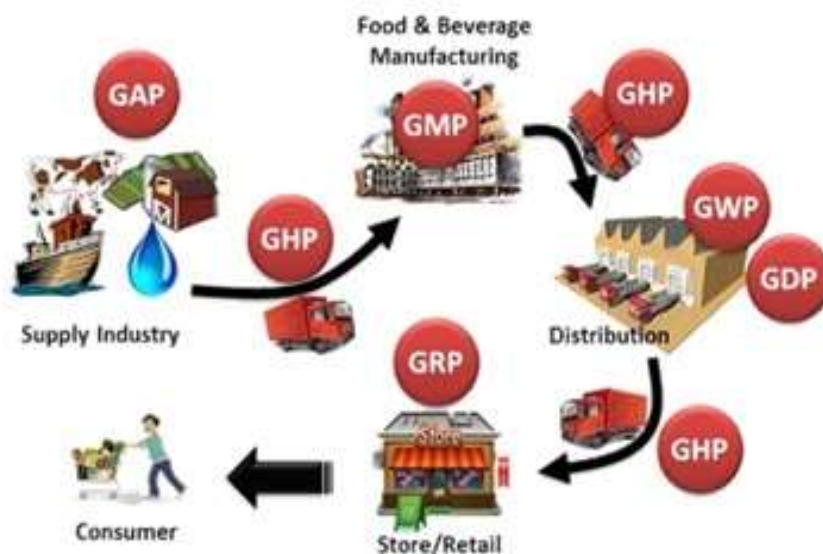 Food & Beverage
Manufacturing
GAP
GMP
GHP
GHP
GWP
GDP
Supply Industry
Distribution
GRP
GHP
Store
Consumer
Store/Retail